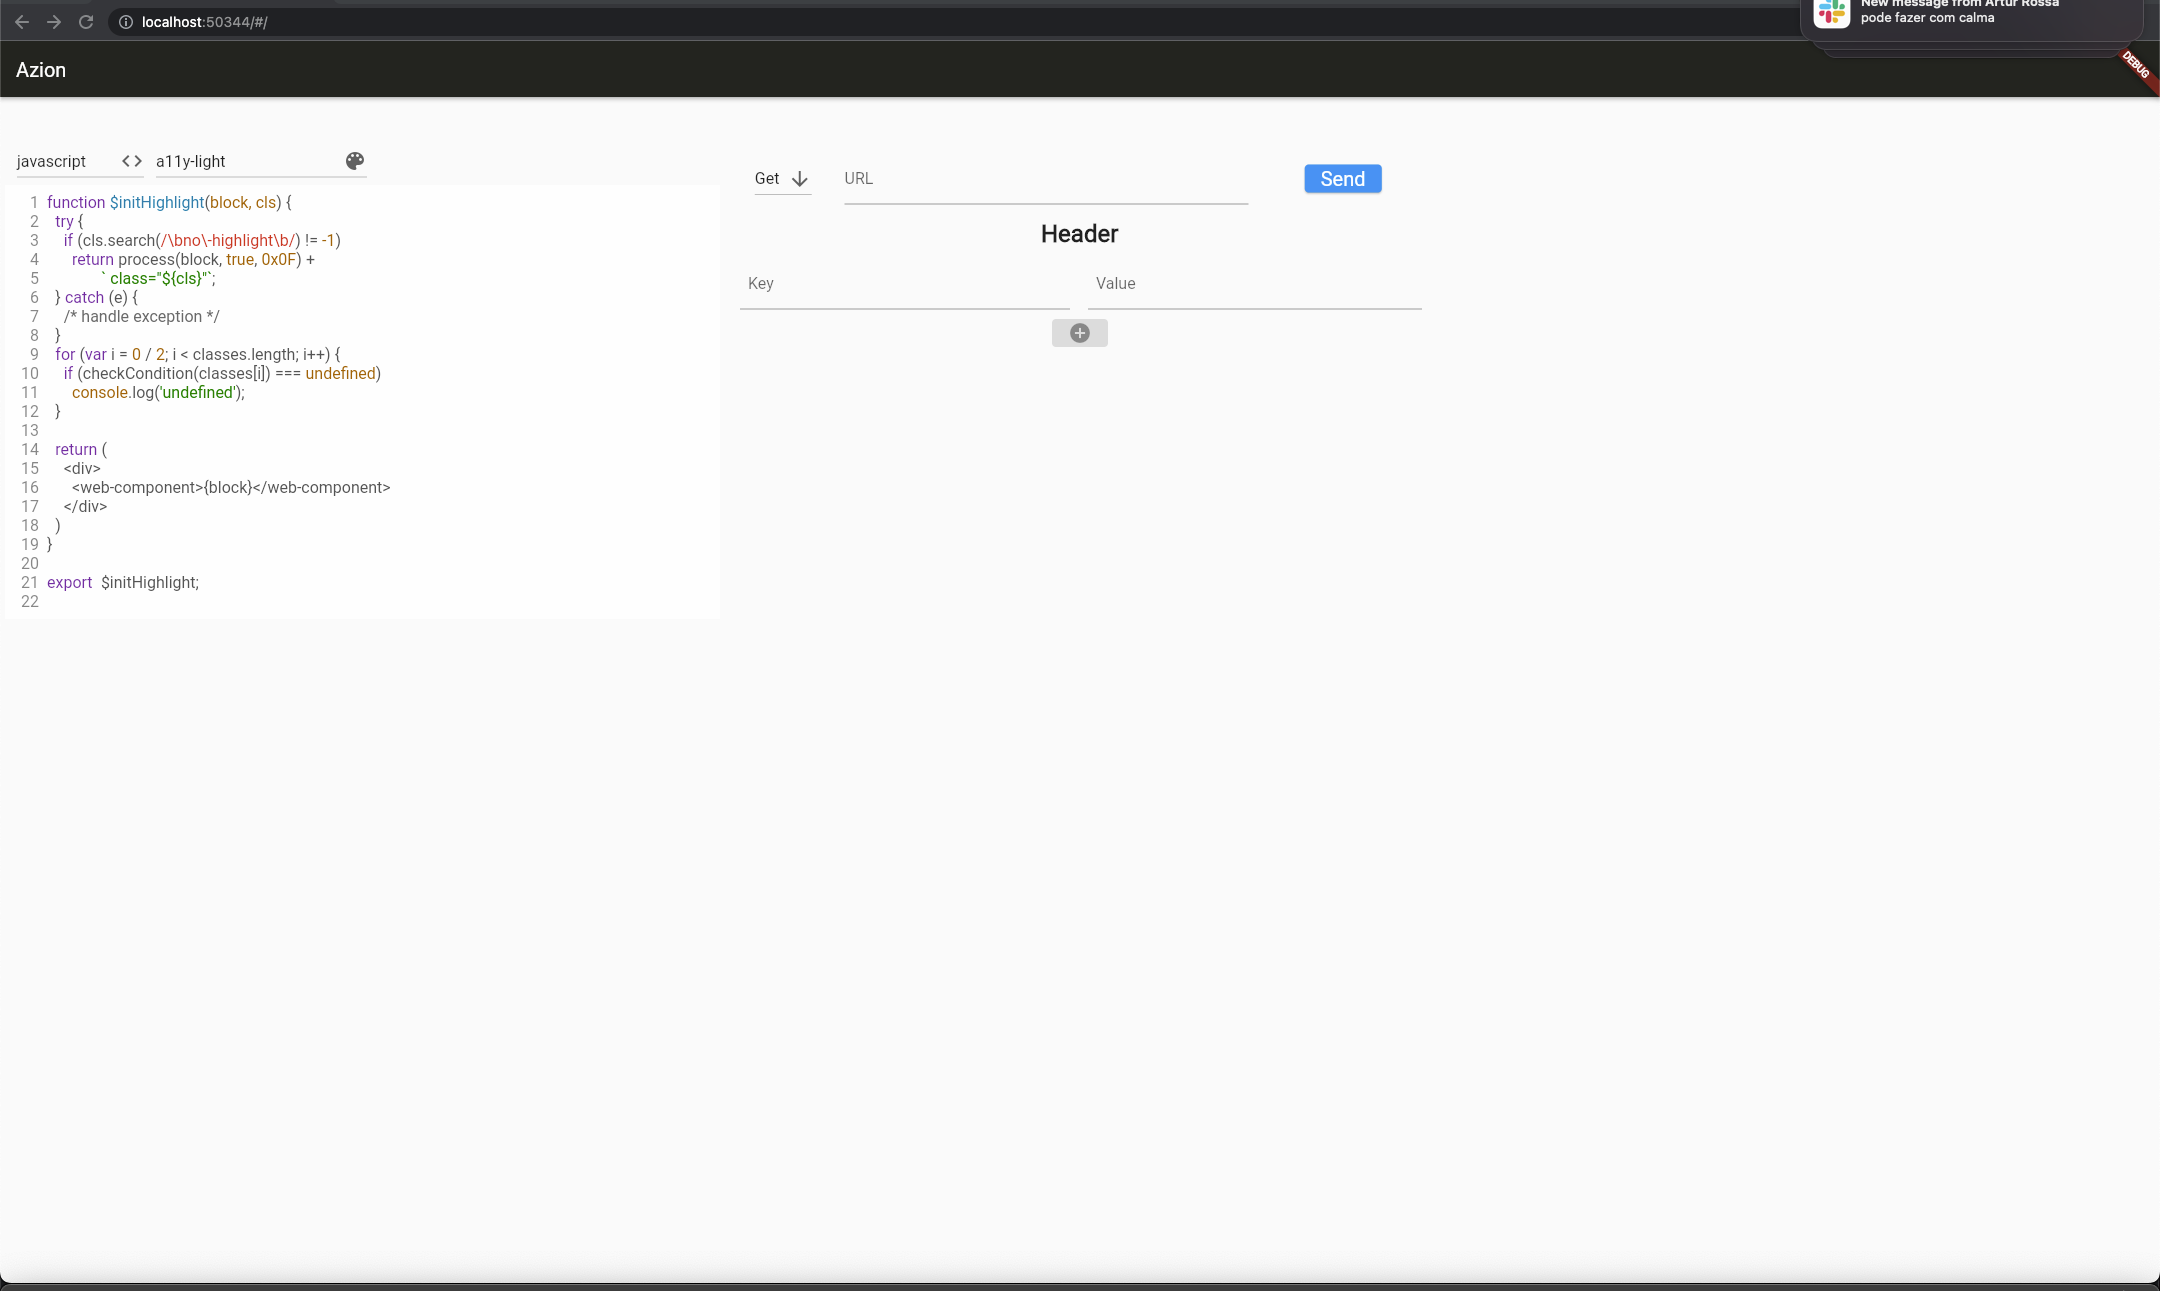 localhost:50344/#/
New message from Artur Rossa
pode fazer com calma
Azion
DEBUG
javascript
a11y-light
1 function $initHighlight(block, cls) {
2 try {
3 if (cls.search(/\bno\-highlight\b/) != -1)
4 return process(block, true, 0x0F) +
5 ` class="${cls}"`;
6 } catch (e) {
7 /* handle exception */
8 }
9 for (var i = 0 / 2; i < classes.length; i++) {
10 if (checkCondition(classes[i]) === undefined)
11 console.log('undefined');
12 }
13
14 return (
15 <div>
16 <web-component>{block}</web-component>
17 </div>
18 )
19 }
20
21 export $initHighlight;
22
Get
URL
Send
Header
Key
Value